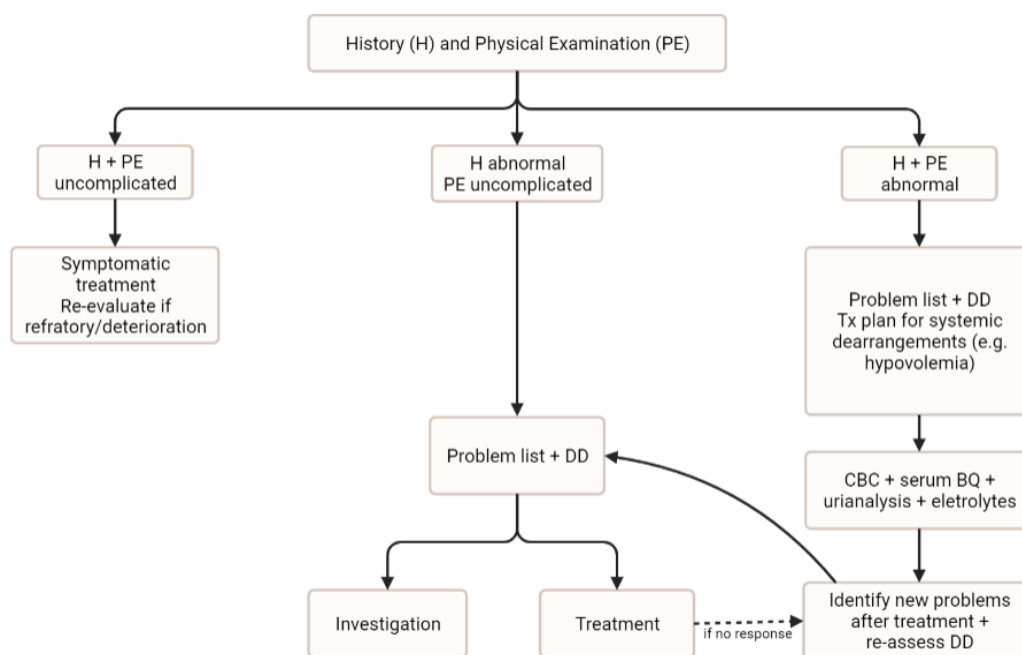 History (H) and Physical Examination (PE)
H + PE
uncomplicated
H abnormal
PE uncomplicated
H + PE
abnormal
Symptomatic
treatment
Re-evaluate if
refratory/deterioration
Problem list + DD
Tx plan for systemic
dearrangements (e.g.
hypovolemia)
Problem list + DD
CBC + serum BQ +
urianalysis + eletrolytes
Investigation
Treatment
if no response
Identify new problems
after treatment +
re-assess DD